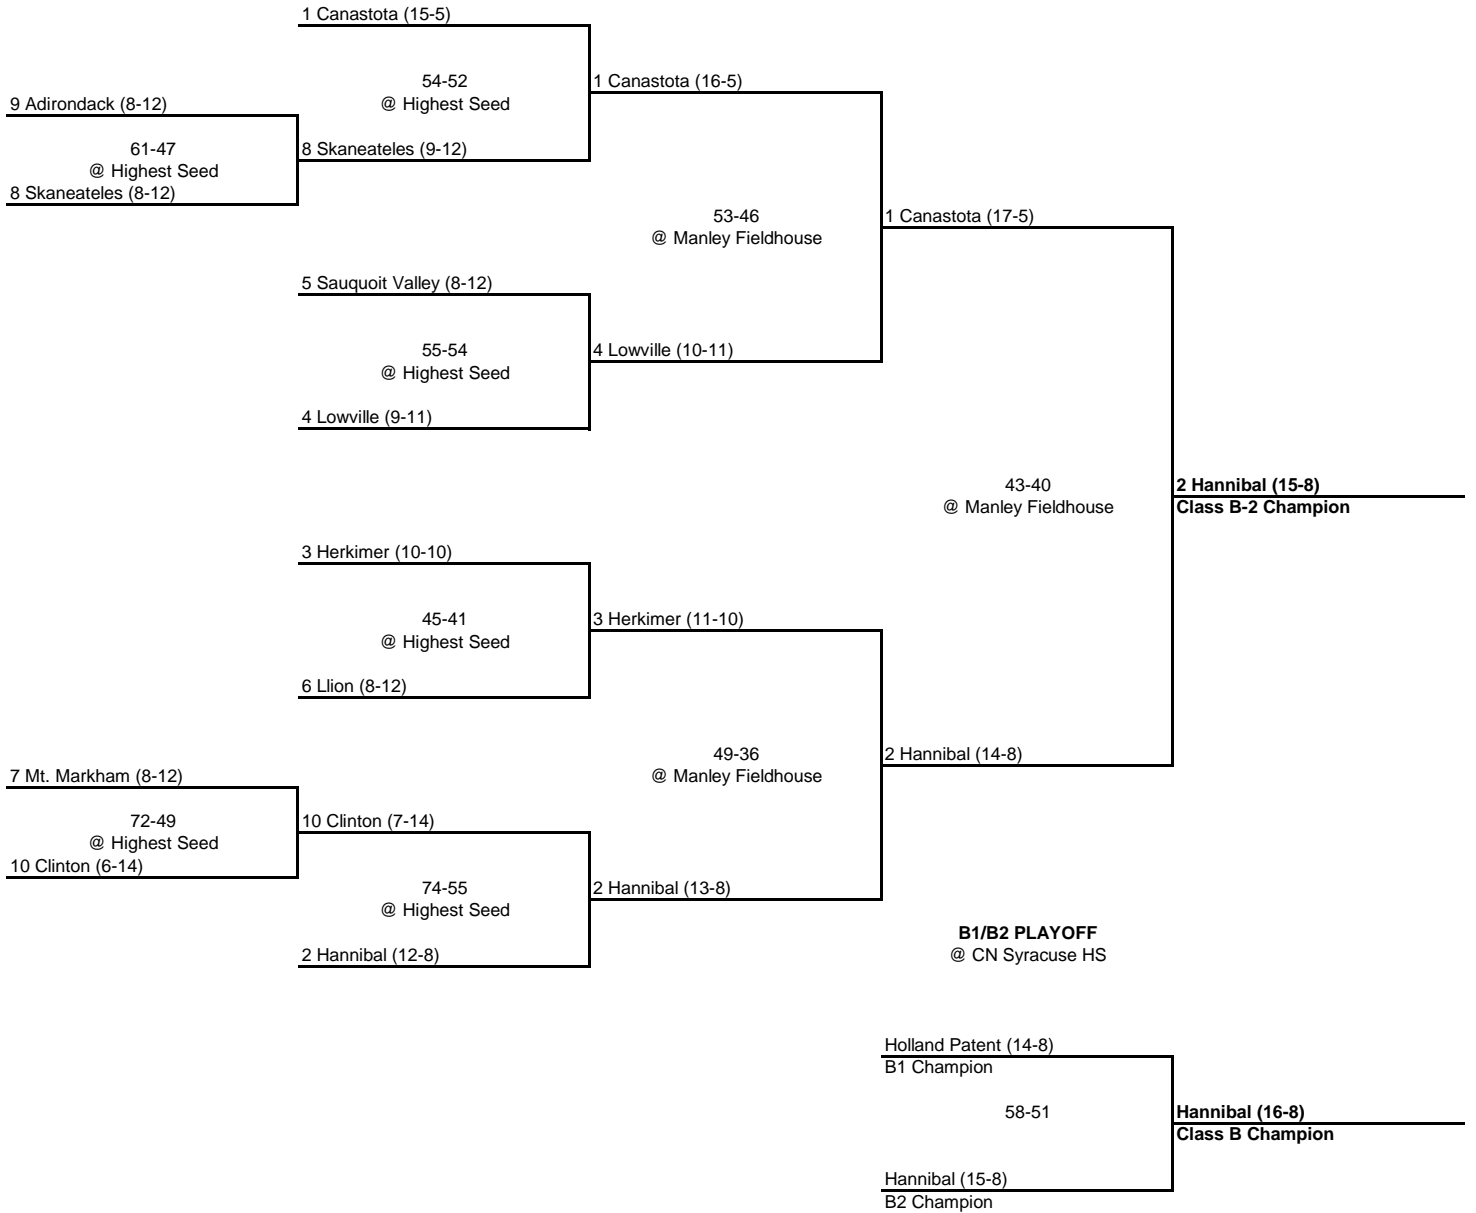 1 Canastota (15-5)
54-52
@ Highest Seed
1 Canastota (16-5)
9 Adirondack (8-12)
61-47
@ Highest Seed
8 Skaneateles (9-12)
8 Skaneateles (8-12)
53-46
@ Manley Fieldhouse
1 Canastota (17-5)
5 Sauquoit Valley (8-12)
55-54
@ Highest Seed
4 Lowville (10-11)
4 Lowville (9-11)
43-40
@ Manley Fieldhouse
2 Hannibal (15-8)
Class B-2 Champion
3 Herkimer (10-10)
45-41
@ Highest Seed
3 Herkimer (11-10)
6 Llion (8-12)
49-36
@ Manley Fieldhouse
2 Hannibal (14-8)
7 Mt. Markham (8-12)
72-49
@ Highest Seed
10 Clinton (7-14)
10 Clinton (6-14)
74-55
@ Highest Seed
2 Hannibal (13-8)
2 Hannibal (12-8)
B1/B2 PLAYOFF
@ CN Syracuse HS
Holland Patent (14-8)
B1 Champion
58-51
Hannibal (16-8)
Class B Champion
Hannibal (15-8)
B2 Champion